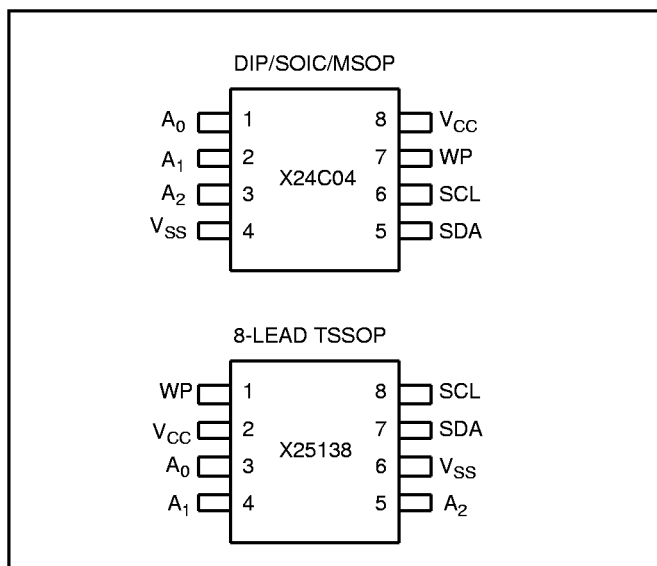 DIP/SOIC/MSOP
A0 1 8 VCC
A1 2 7 WP
X24C04
A2 3 6 SCL
VSS 4 5 SDA
8-LEAD TSSOP
WP 1 8 SCL
VCC 2 7 SDA
X25138
A0 3 6 VSS
A1 4 5 A2